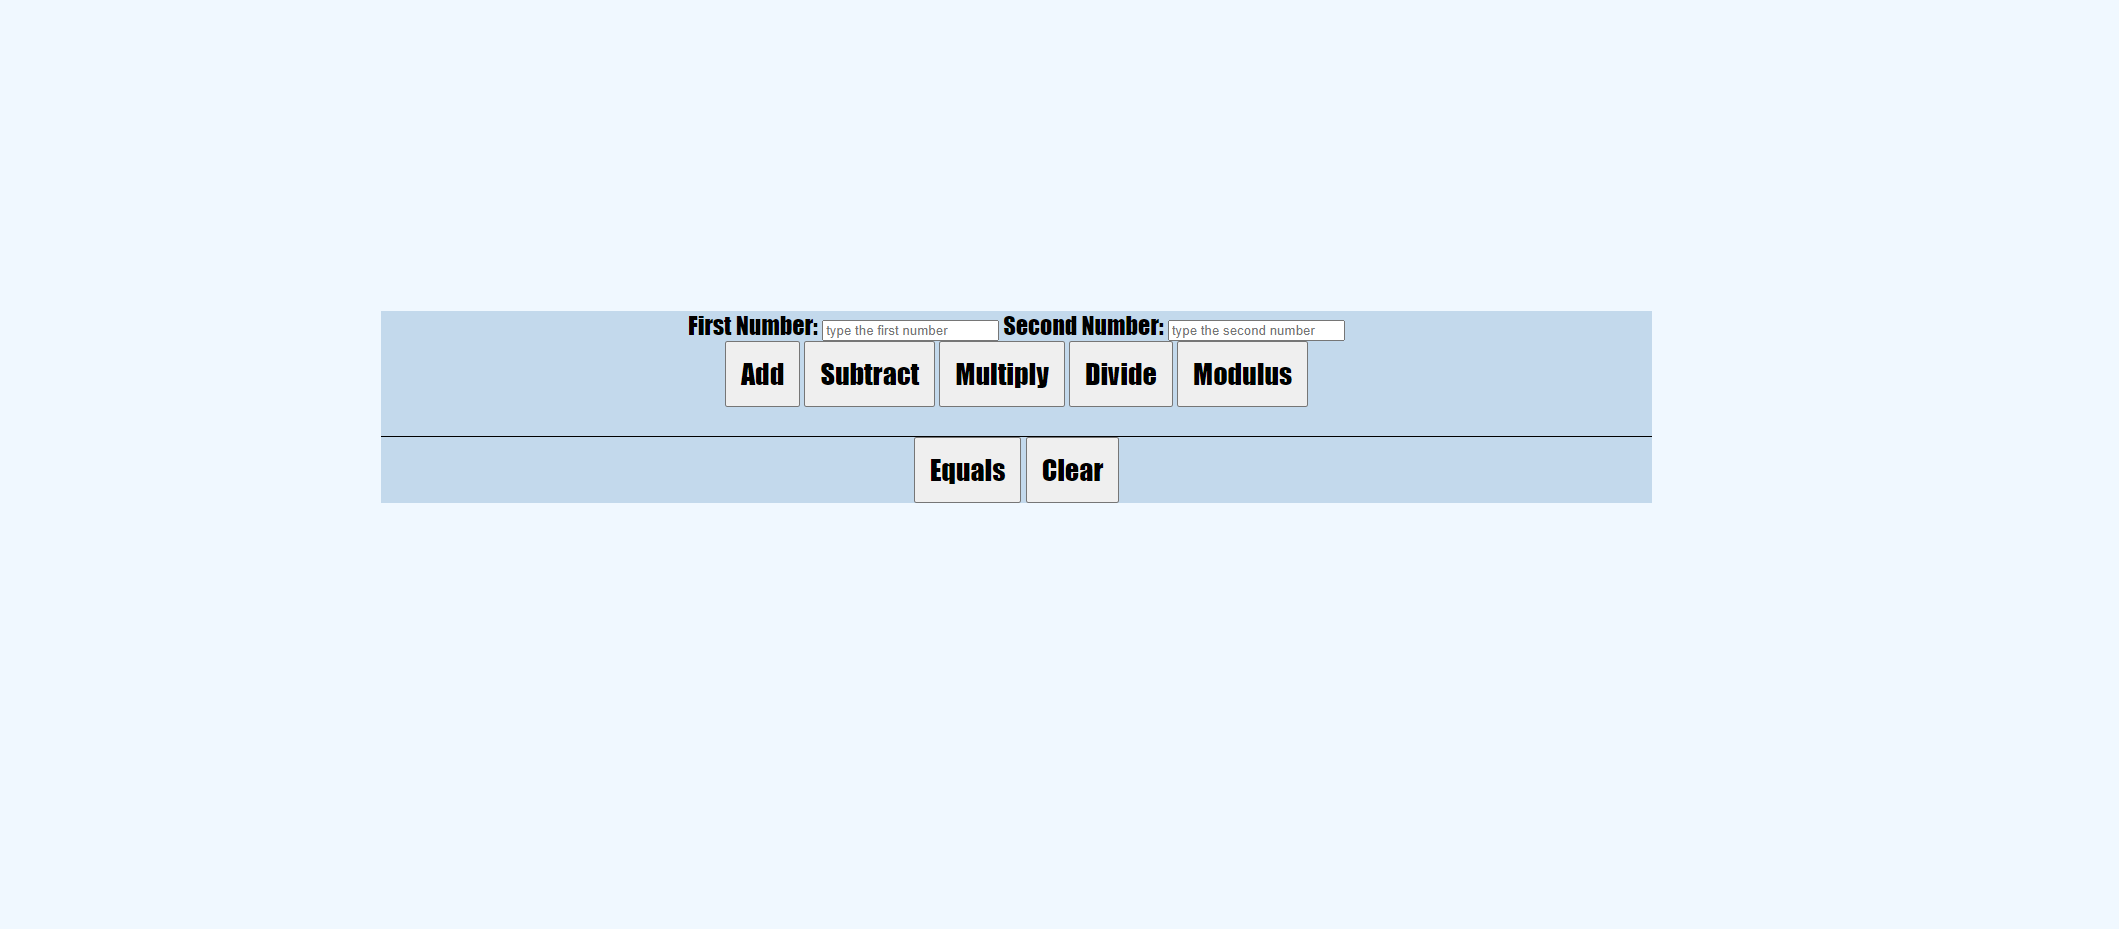 First Number: type the first number Second Number: type the second number
Add Subtract Multiply Divide Modulus
Equals Clear